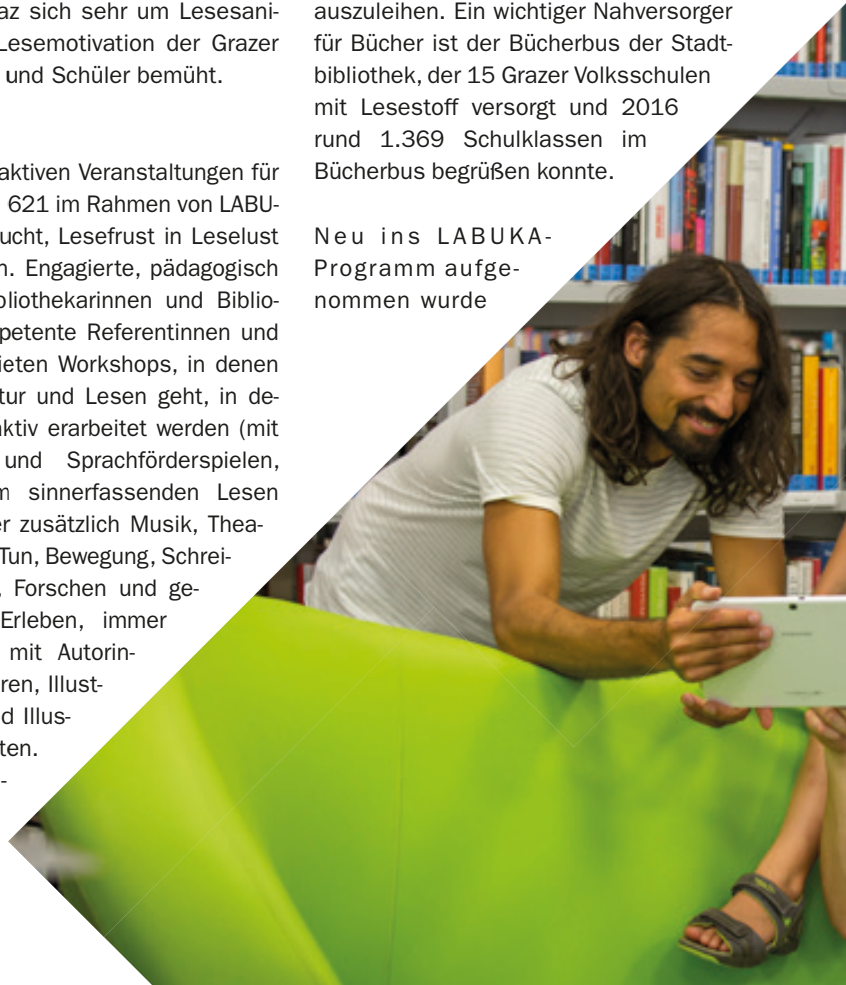 az sich sehr um Lesesani-
Lesemotivation der Grazer
und Schüler bemüht.
aktiven Veranstaltungen für
621 im Rahmen von LABU-
ucht, Lesefrust in Leselust
n. Engagierte, pädagogisch
bliothekarinnen und Biblio-
petente Referentinnen und
ieten Workshops, in denen
tur und Lesen geht, in de-
aktiv erarbeitet werden (mit
und Sprachförderspielen,
m sinnerfassenden Lesen
er zusätzlich Musik, Thea-
Tun, Bewegung, Schrei-
, Forschen und ge-
Erleben, immer
mit Autorin-
ren, Illust-
d Illus-
ten.
-
auszuleihen. Ein wichtiger Nahversorger
für Bücher ist der Bücherbus der Stadt-
bibliothek, der 15 Grazer Volksschulen
mit Lesestoff versorgt und 2016
rund 1.369 Schulklassen im
Bücherbus begrüßen konnte.
Neu ins LABUKA-
Programm aufge-
nommen wurde